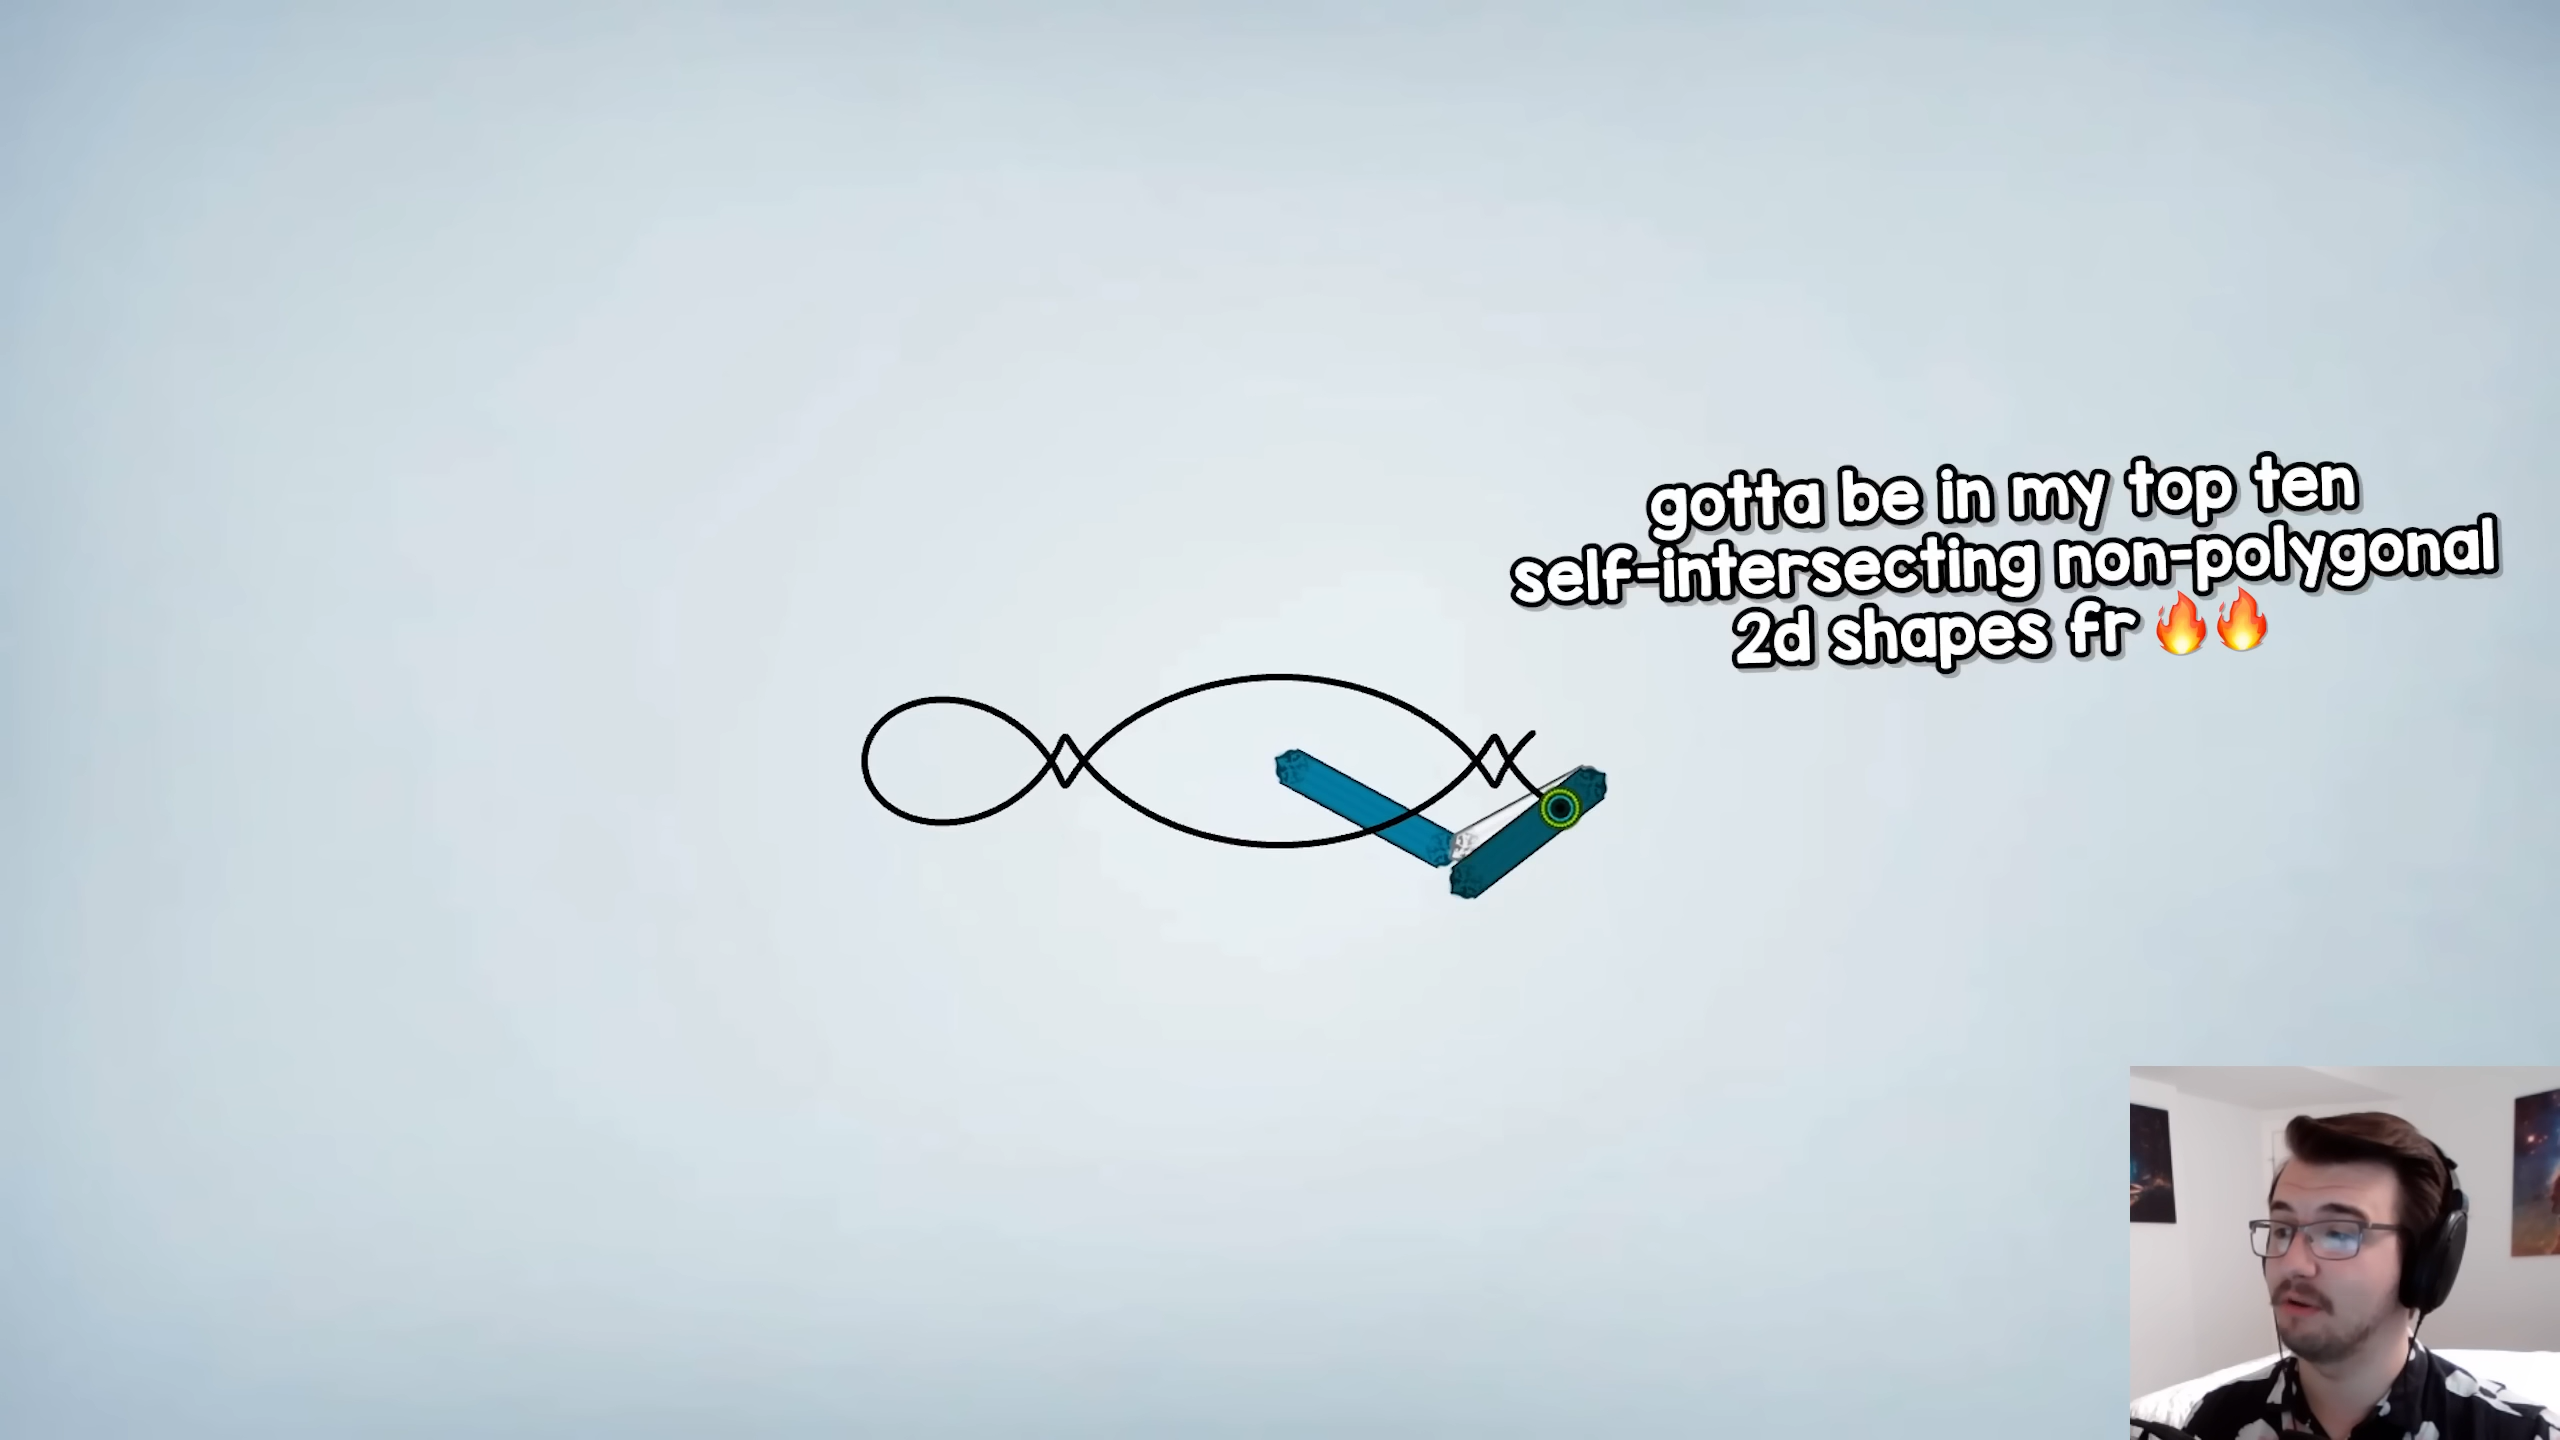 gotta be in my top ten
self-intersecting non-polygonal
2d shapes fr 🔥🔥